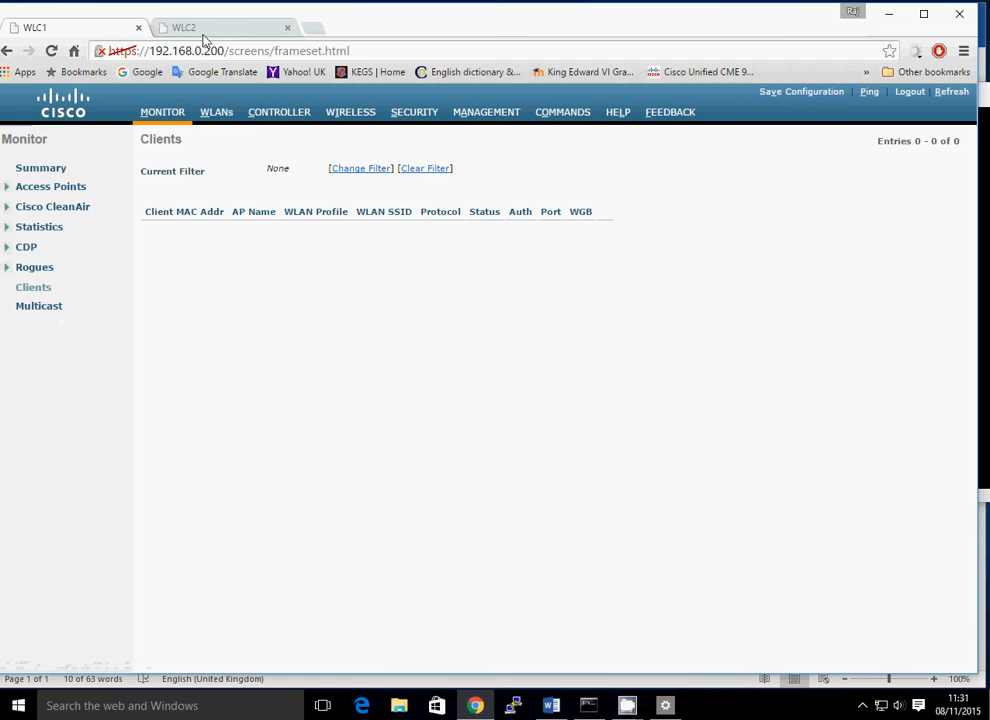 WLC1
WLC2
Raj
https://192.168.0.200/screens/frameset.html
Apps Bookmarks Google Google Translate Yahoo! UK KEGS | Home English dictionary &... King Edward VI Gra... Cisco Unified CME 9... » Other bookmarks
Save Configuration | Ping | Logout | Refresh
CISCO
MONITOR WLANs CONTROLLER WIRELESS SECURITY MANAGEMENT COMMANDS HELP FEEDBACK
Monitor
Summary
Access Points
Cisco CleanAir
Statistics
CDP
Rogues
Clients
Multicast
Clients
Entries 0 - 0 of 0
Current Filter None [Change Filter] [Clear Filter]
Client MAC Addr AP Name WLAN Profile WLAN SSID Protocol Status Auth Port WGB
Page 1 of 1 10 of 63 words English (United Kingdom) 100%
Search the web and Windows
11:31
08/11/2015